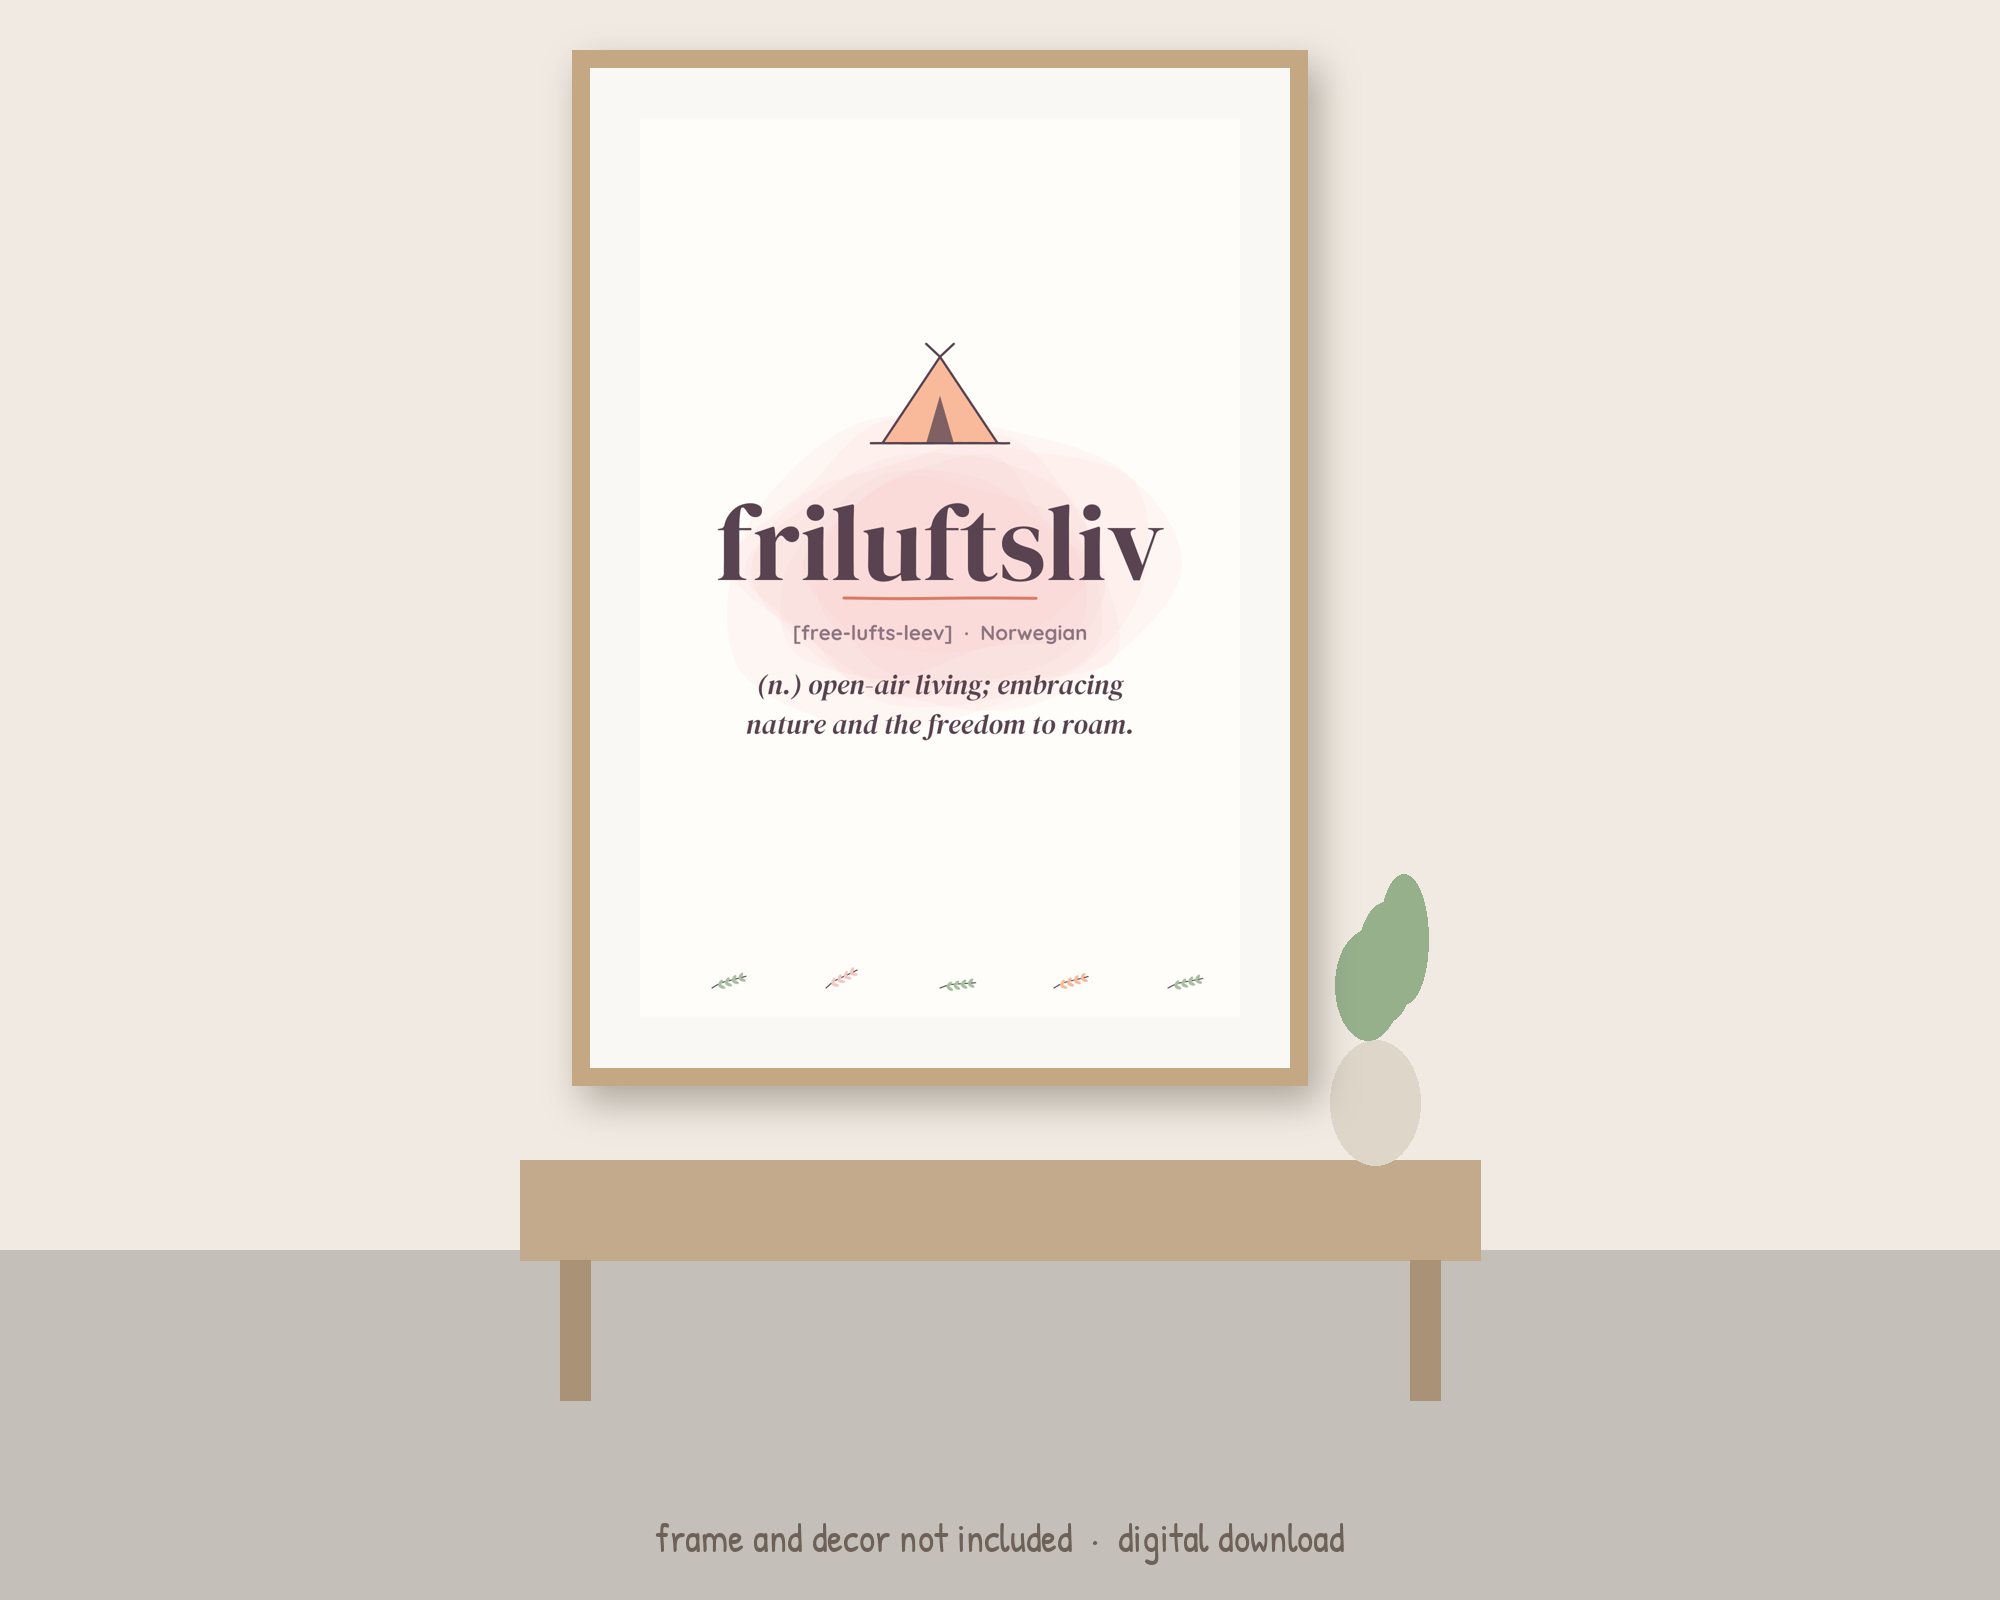 friluftsliv
[free-lufts-leev] · Norwegian
(n.) open-air living; embracing
nature and the freedom to roam.
frame and decor not included · digital download